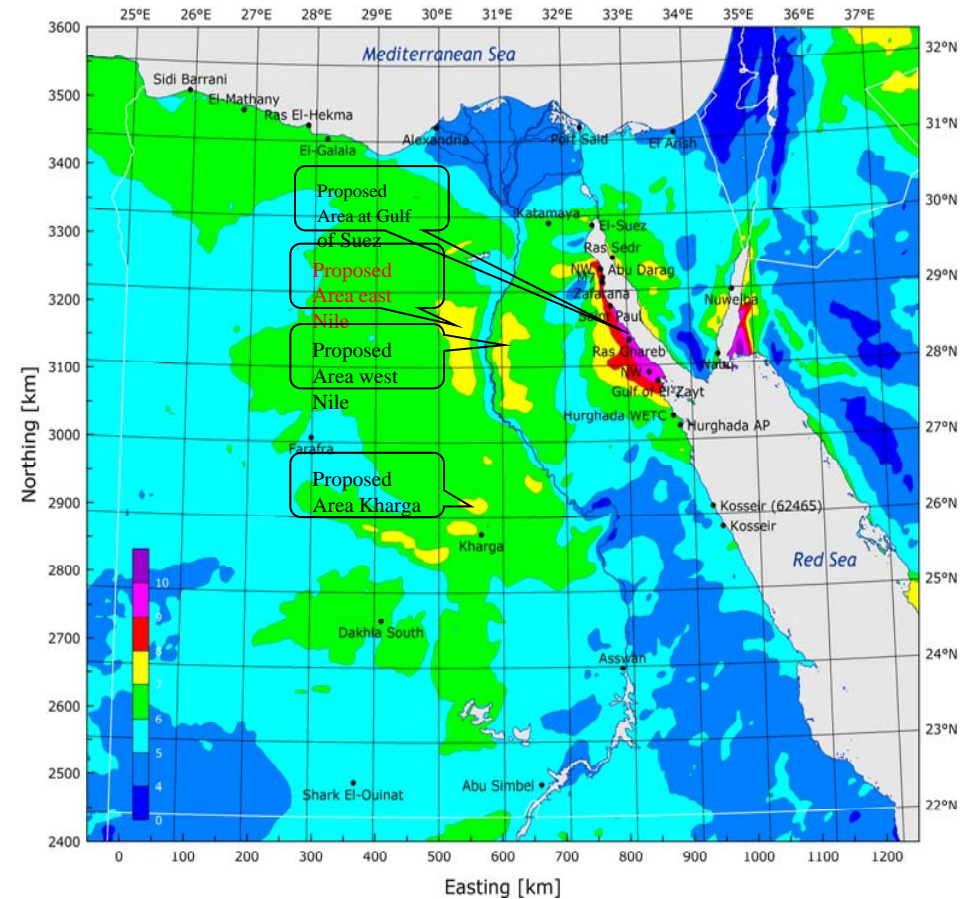 25°E 26°E 27°E 28°E 29°E 30°E 31°E 32°E 33°E 34°E 35°E 37°E
3600
3500
3400
3300
3200
3100
3000
2900
2800
2700
2600
2500
2400
Northing [km]
32°N
31°N
30°N
29°N
28°N
27°N
26°N
25°N
24°N
23°N
22°N
Mediterranean Sea
Sidi Barrani
El-Mathany
Ras El-Hekma
El-Galala
Alexandria
Port Said
El Arish
Proposed
Area at Gulf
of Suez
Katamaya
El-Suez
Ras Sedr
Proposed
Area east
Nile
NW
Abu Darag
M7
Zafarana
Saint Paul
Nuweiba
Proposed
Area west
Nile
Ras Ghareb
Nabq
NW
Gulf of El-Zayt
Hurghada WETC
Hurghada AP
Farafra
Proposed
Area Kharga
Kosseir (62465)
Kosseir
Kharga
Red Sea
10
9
8
7
6
5
4
0
Dakhla South
Asswan
Shark El-Ouinat
Abu Simbel
0 100 200 300 400 500 600 700 800 900 1000 1100 1200
Easting [km]